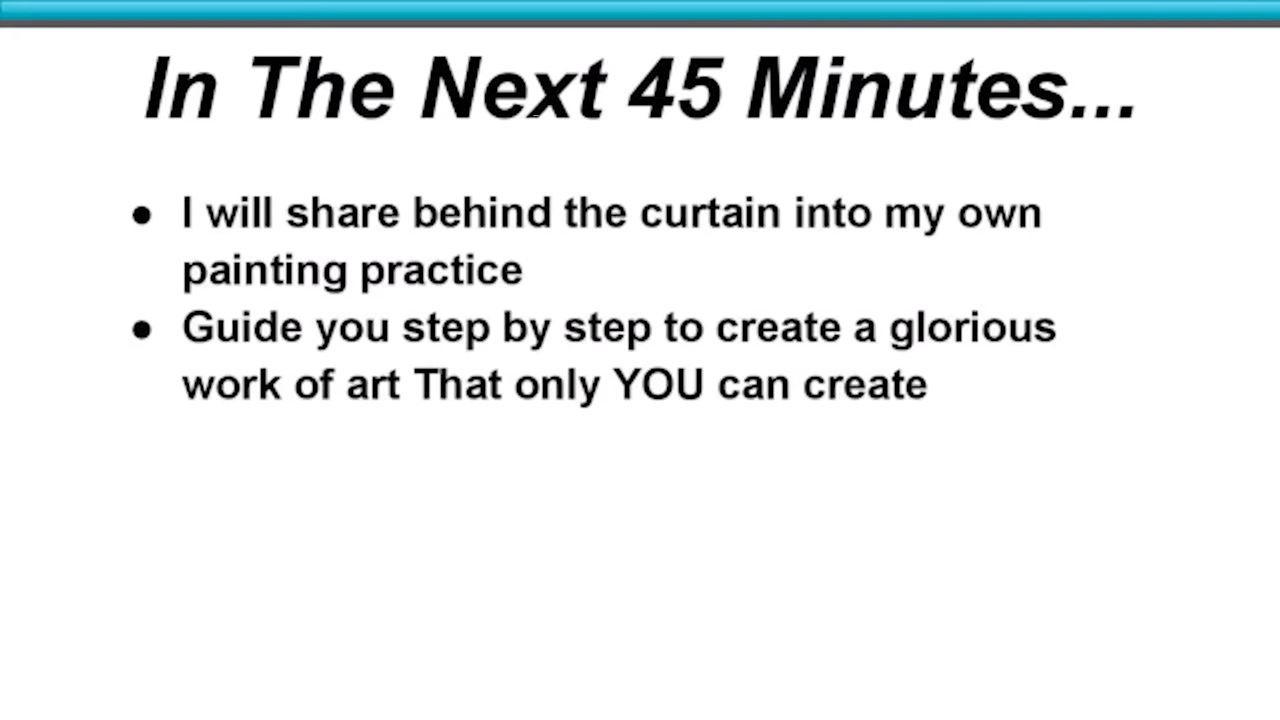 In The Next 45 Minutes...
● I will share behind the curtain into my own
painting practice
● Guide you step by step to create a glorious
work of art That only YOU can create